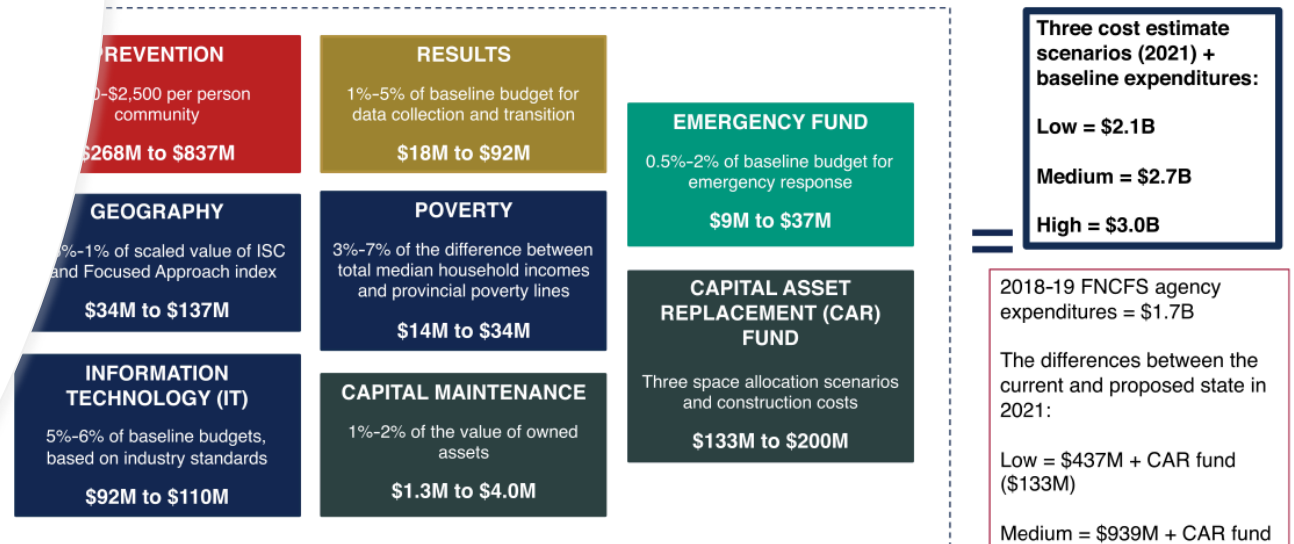 REVENTION
0-$2,500 per person
community
$268M to $837M
GEOGRAPHY
%-1% of scaled value of ISC
and Focused Approach index
$34M to $137M
INFORMATION
TECHNOLOGY (IT)
5%-6% of baseline budgets,
based on industry standards
$92M to $110M
RESULTS
1%-5% of baseline budget for
data collection and transition
$18M to $92M
POVERTY
3%-7% of the difference between
total median household incomes
and provincial poverty lines
$14M to $34M
CAPITAL MAINTENANCE
1%-2% of the value of owned
assets
$1.3M to $4.0M
EMERGENCY FUND
0.5%-2% of baseline budget for
emergency response
$9M to $37M
CAPITAL ASSET
REPLACEMENT (CAR)
FUND
Three space allocation scenarios
and construction costs
$133M to $200M
=
Three cost estimate
scenarios (2021) +
baseline expenditures:
Low = $2.1B
Medium = $2.7B
High = $3.0B
2018-19 FNCFS agency
expenditures = $1.7B
The differences between the
current and proposed state in
2021:
Low = $437M + CAR fund
($133M)
Medium = $939M + CAR fund